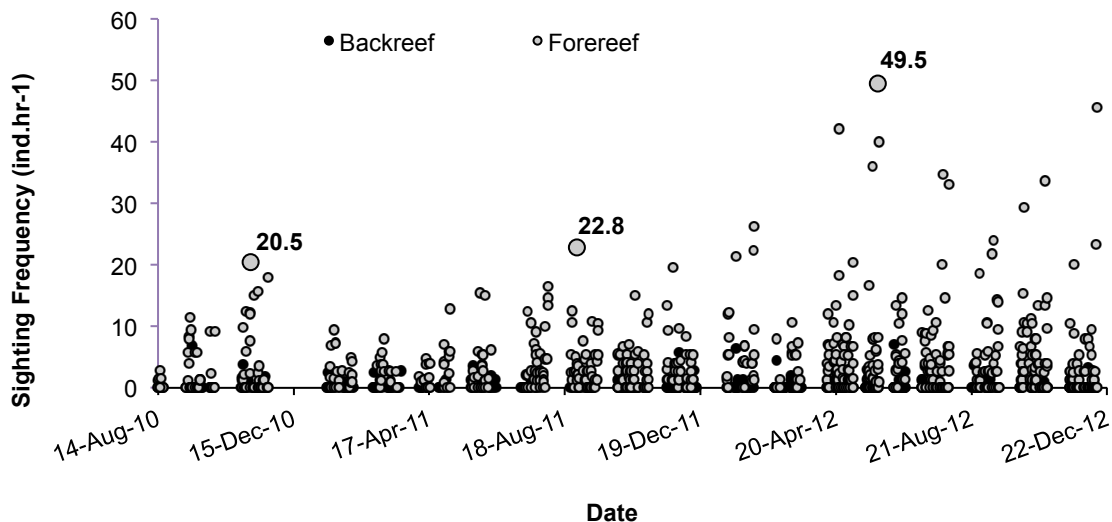 60
Backreef Forereef
50
49.5
40
30
22.8
20.5
20
10
0
Sighting Frequency (ind.hr-1)
14-Aug-10 15-Dec-10 17-Apr-11 18-Aug-11 19-Dec-11 20-Apr-12 21-Aug-12 22-Dec-12
Date